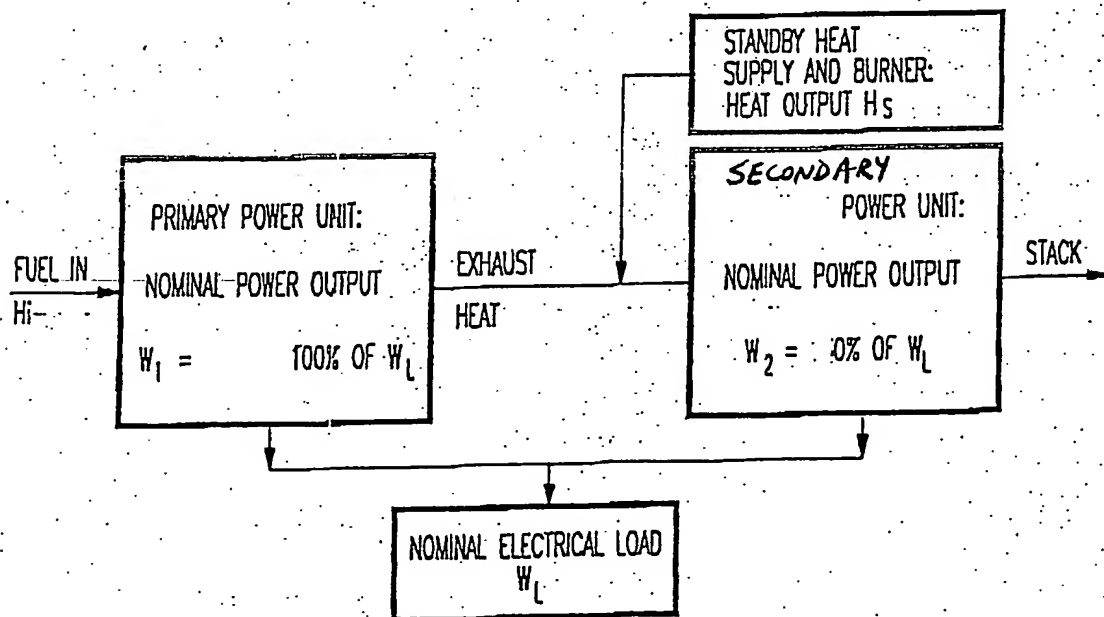 STANDBY HEAT
SUPPLY AND BURNER:
HEAT OUTPUT HS
PRIMARY POWER UNIT:
NOMINAL POWER OUTPUT
W1 = 100% OF WL
FUEL IN
Hi
EXHAUST
HEAT
SECONDARY
POWER UNIT:
NOMINAL POWER OUTPUT
W2 = 0% OF WL
STACK
NOMINAL ELECTRICAL LOAD
WL